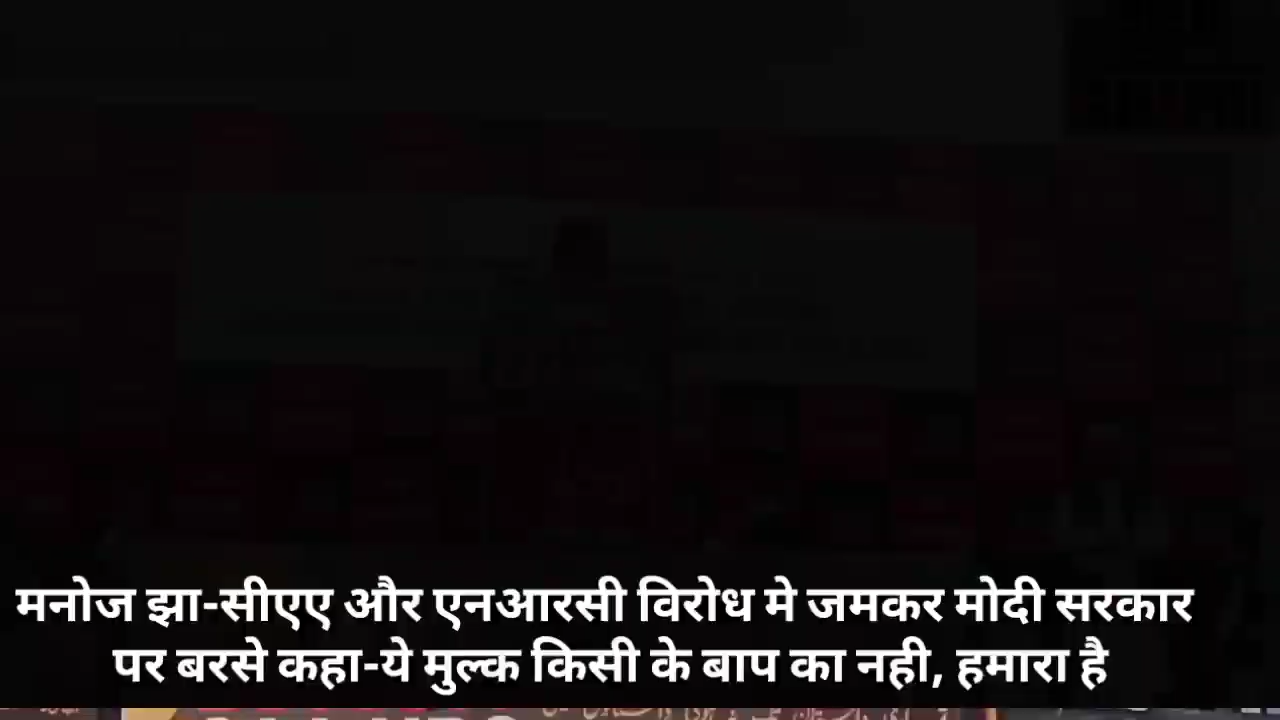 मनोज झा-सीएए और एनआरसी विरोध मे जमकर मोदी सरकार
पर बरसे कहा-ये मुल्क किसी के बाप का नही, हमारा है